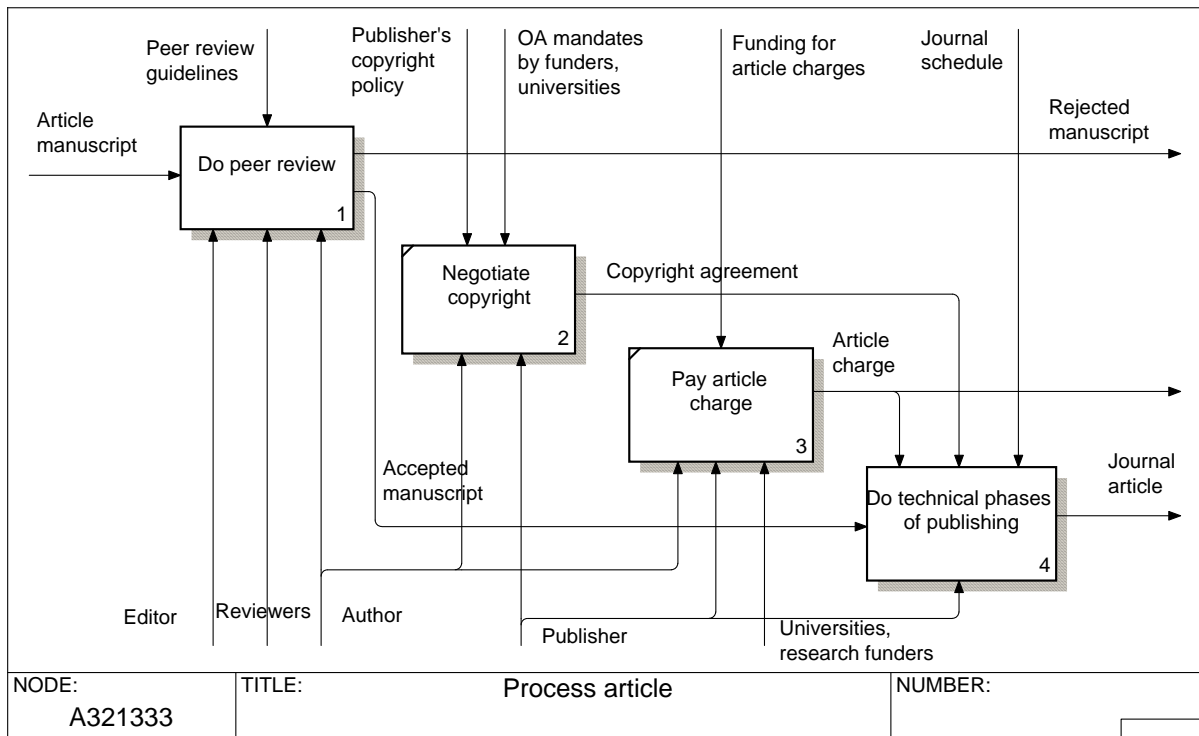 Peer review
guidelines
Publisher's
copyright
policy
OA mandates
by funders,
universities
Funding for
article charges
Journal
schedule
Article
manuscript
Rejected
manuscript
Do peer review
1
Negotiate
copyright
2
Copyright agreement
Pay article
charge
3
Article
charge
Accepted
manuscript
Do technical phases
of publishing
4
Journal
article
Editor
Reviewers
Author
Publisher
Universities,
research funders
NODE:
A321333
TITLE:
Process article
NUMBER: